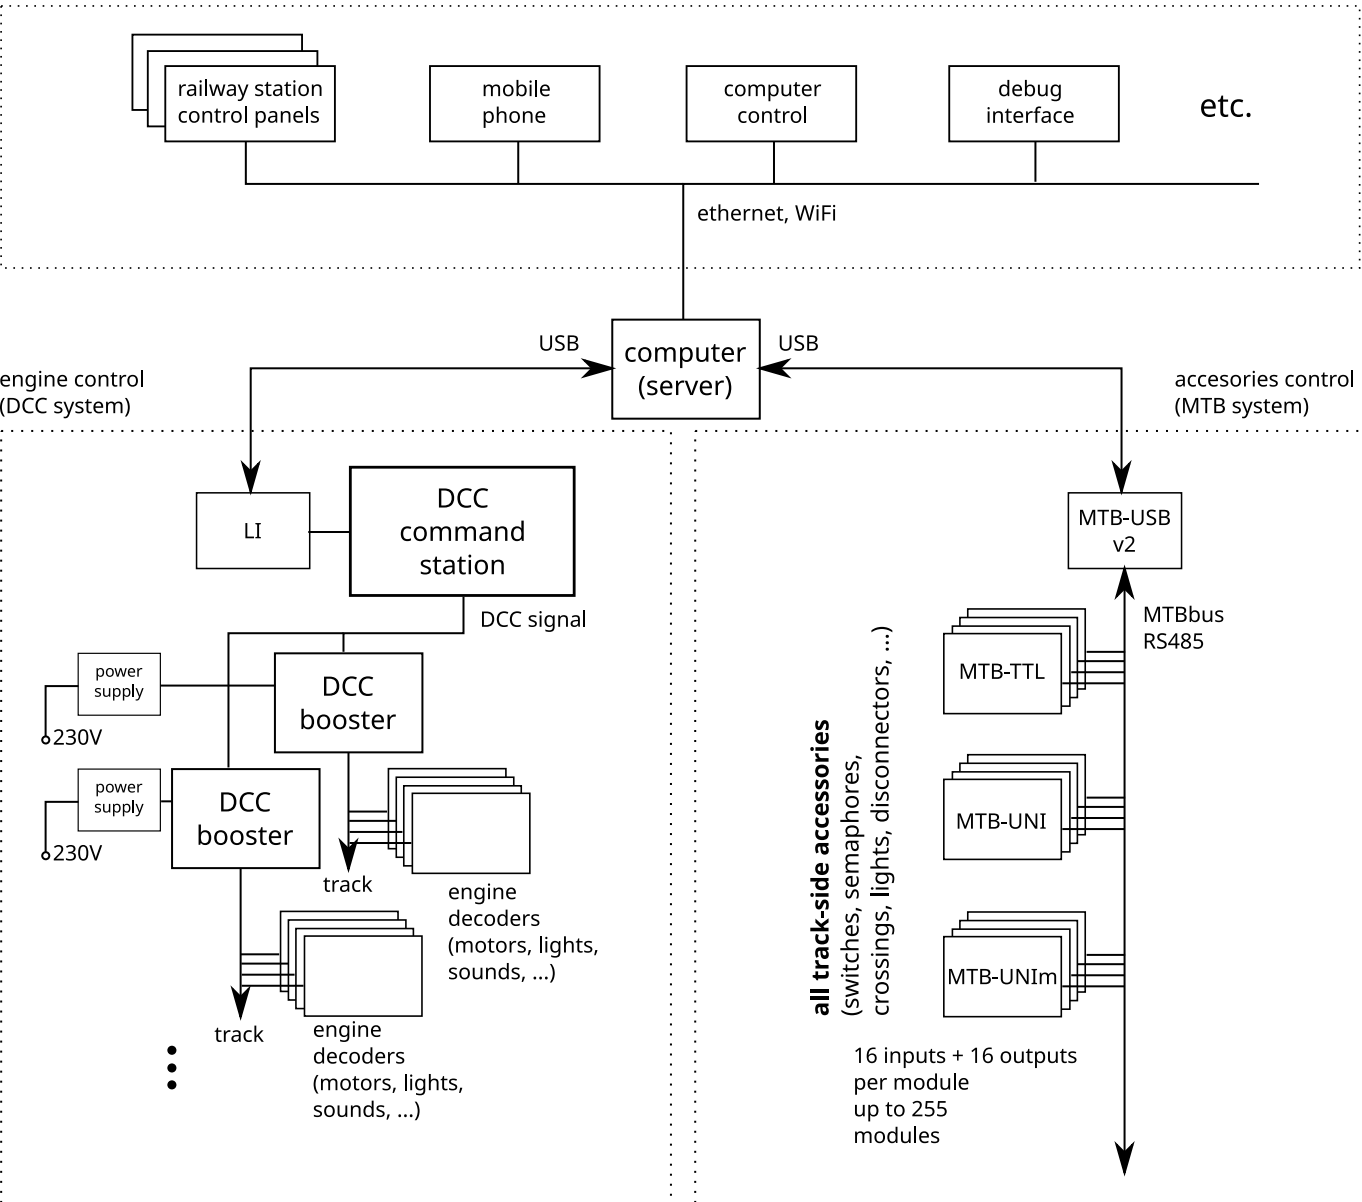 railway station
control panels
mobile
phone
computer
control
debug
interface
etc.
ethernet, WiFi
USB
computer
(server)
USB
engine control
(DCC system)
accesories control
(MTB system)
LI
DCC
command
station
DCC signal
power
supply
230V
DCC
booster
power
supply
230V
DCC
booster
track
engine
decoders
(motors, lights,
sounds, ...)
track
engine
decoders
(motors, lights,
sounds, ...)
MTB-USB
v2
MTBbus
RS485
MTB-TTL
MTB-UNI
MTB-UNIm
all track-side accessories
(switches, semaphores,
crossings, lights, disconnectors, ...)
16 inputs + 16 outputs
per module
up to 255
modules